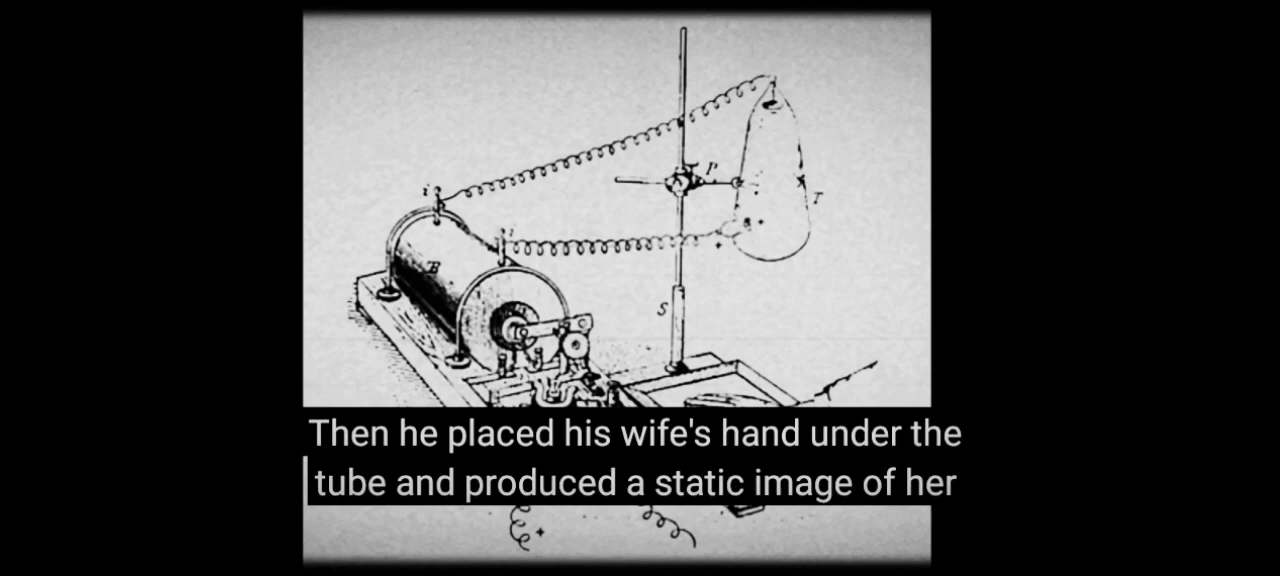 i
P
T
i
B
+
S
Then he placed his wife's hand under the
tube and produced a static image of her
+